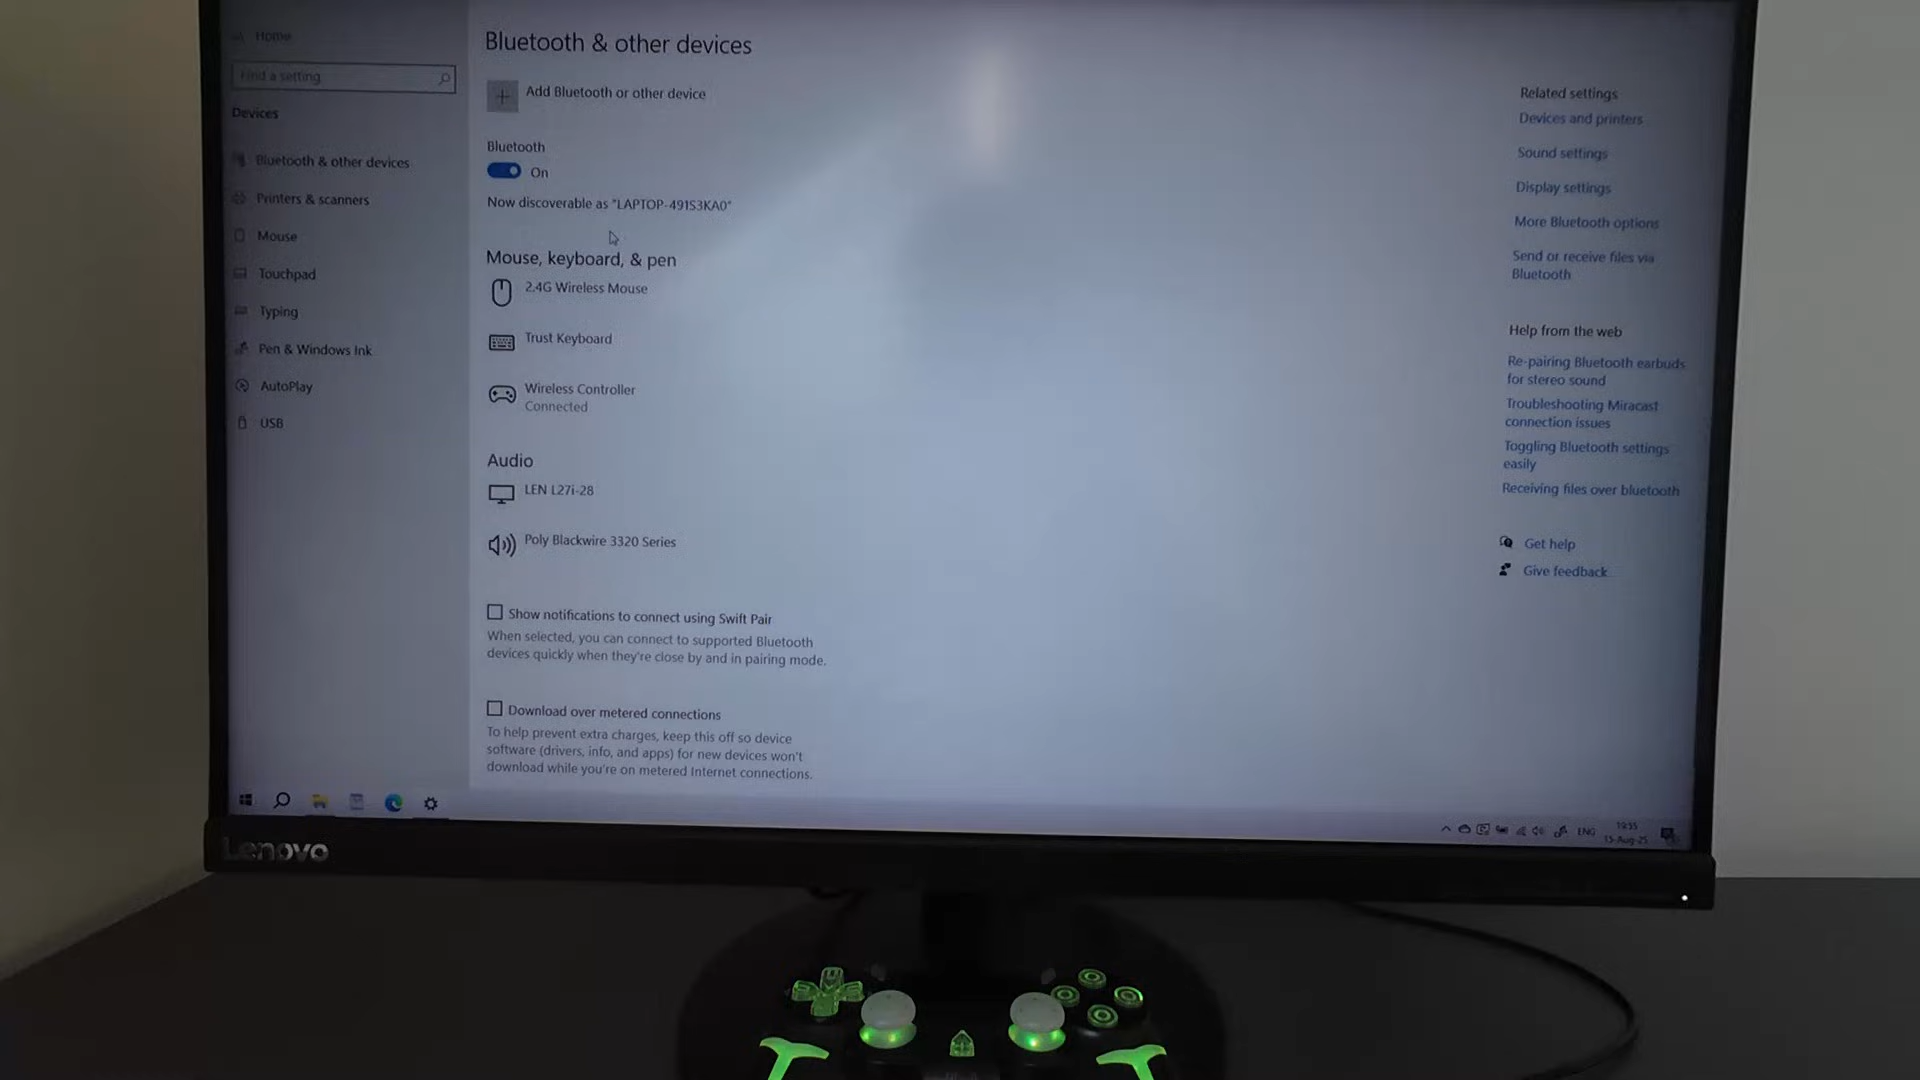 Home
Find a setting
Devices
Bluetooth & other devices
Printers & scanners
Mouse
Touchpad
Typing
Pen & Windows Ink
AutoPlay
USB
Bluetooth & other devices
Add Bluetooth or other device
Bluetooth
On
Now discoverable as "LAPTOP-491S3KA0"
Mouse, keyboard, & pen
2.4G Wireless Mouse
Trust Keyboard
Wireless Controller
Connected
Audio
LEN L27i-28
Poly Blackwire 3320 Series
Show notifications to connect using Swift Pair
When selected, you can connect to supported Bluetooth
devices quickly when they're close by and in pairing mode.
Download over metered connections
To help prevent extra charges, keep this off so device
software (drivers, info, and apps) for new devices won't
download while you're on metered Internet connections.
Related settings
Devices and printers
Sound settings
Display settings
More Bluetooth options
Send or receive files via
Bluetooth
Help from the web
Re-pairing Bluetooth earbuds
for stereo sound
Troubleshooting Miracast
connection issues
Toggling Bluetooth settings
easily
Receiving files over bluetooth
Get help
Give feedback
ENG
19:55
15-Aug-25
Lenovo